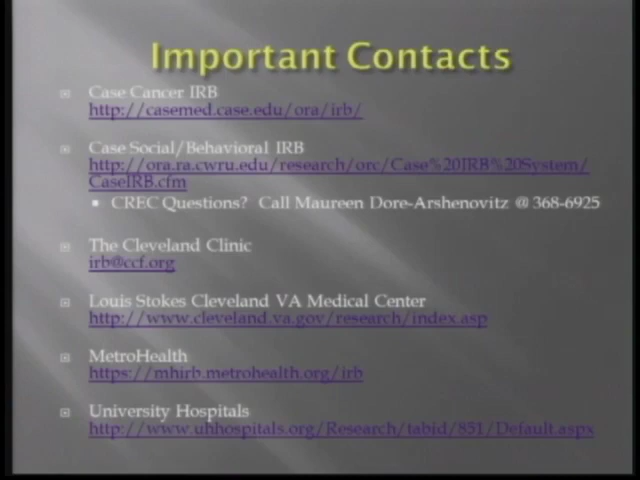 Important Contacts
Case Cancer IRB
http://casemed.case.edu/ora/irb/
Case Social/Behavioral IRB
http://ora.ra.cwru.edu/research/orc/Case%20IRB%20System/
CaseIRB.cfm
CREC Questions? Call Maureen Dore-Arshenovitz @ 368-6925
The Cleveland Clinic
irb@ccf.org
Louis Stokes Cleveland VA Medical Center
http://www.cleveland.va.gov/research/index.asp
MetroHealth
https://mhirb.metrohealth.org/irb
University Hospitals
http://www.uhhospitals.org/Research/tabid/851/Default.aspx